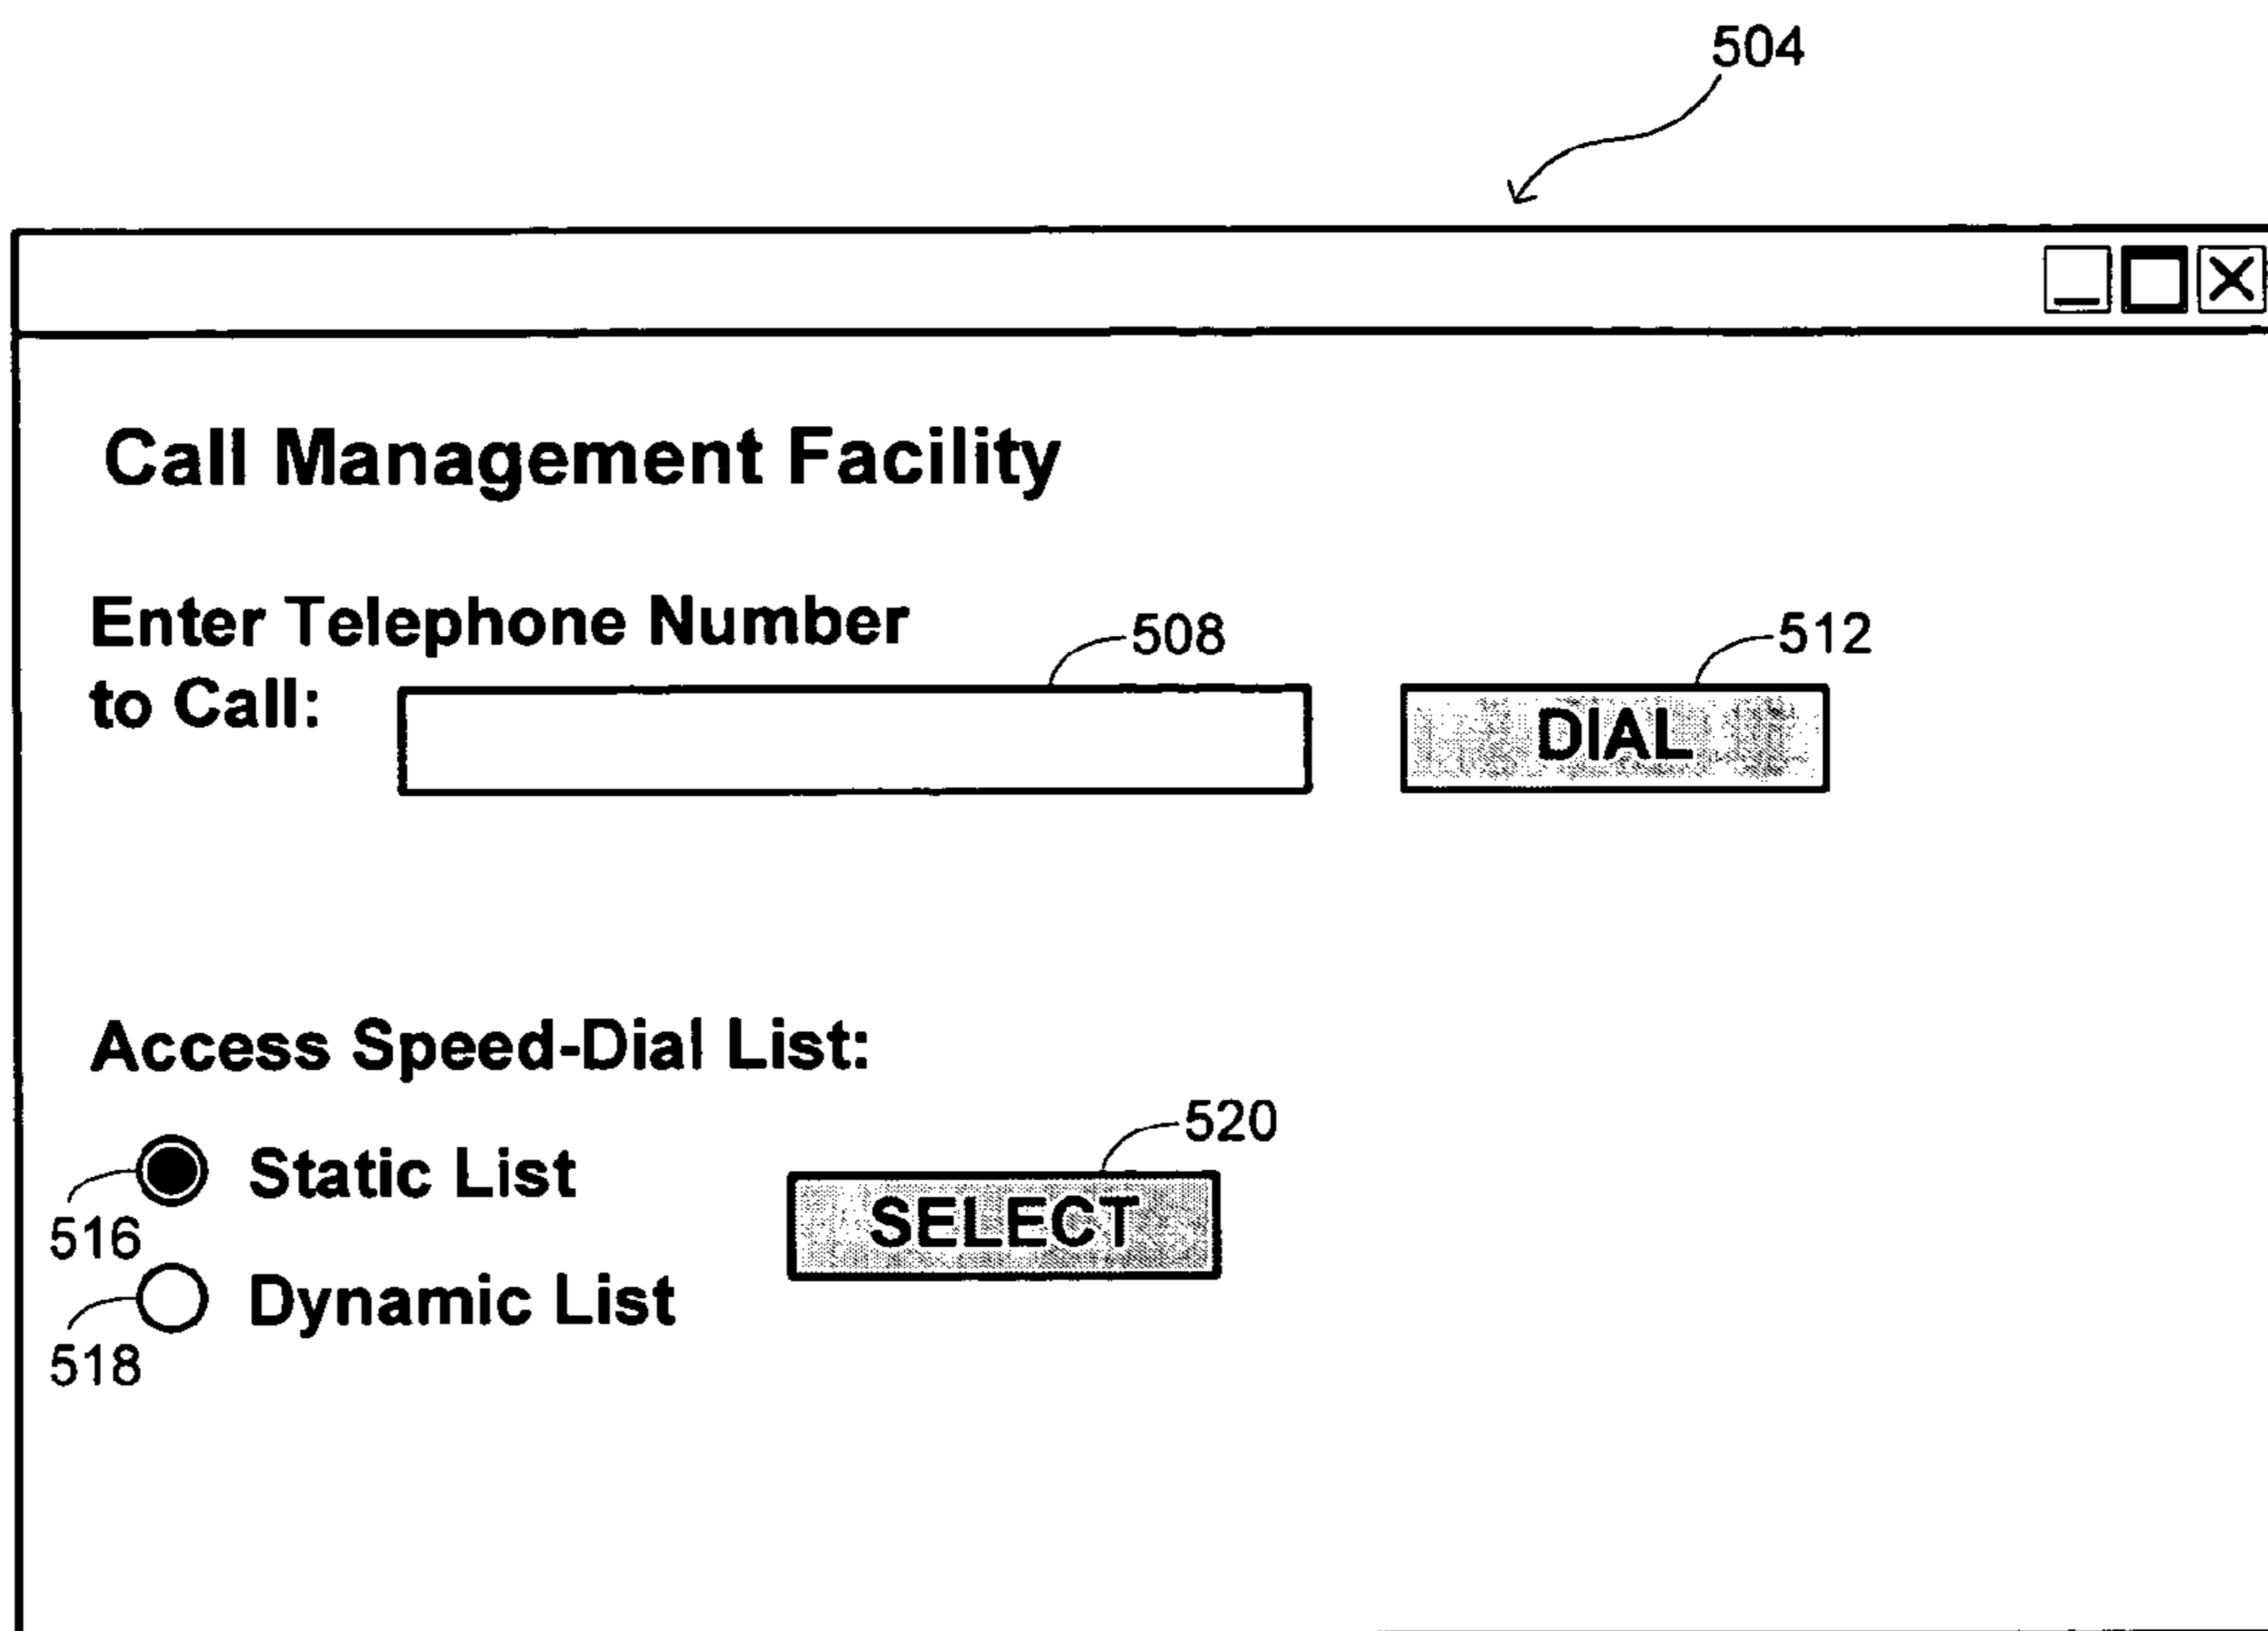 504
Call Management Facility
Enter Telephone Number
to Call:
508
512
DIAL
Access Speed-Dial List:
516
Static List
520
SELECT
518
Dynamic List